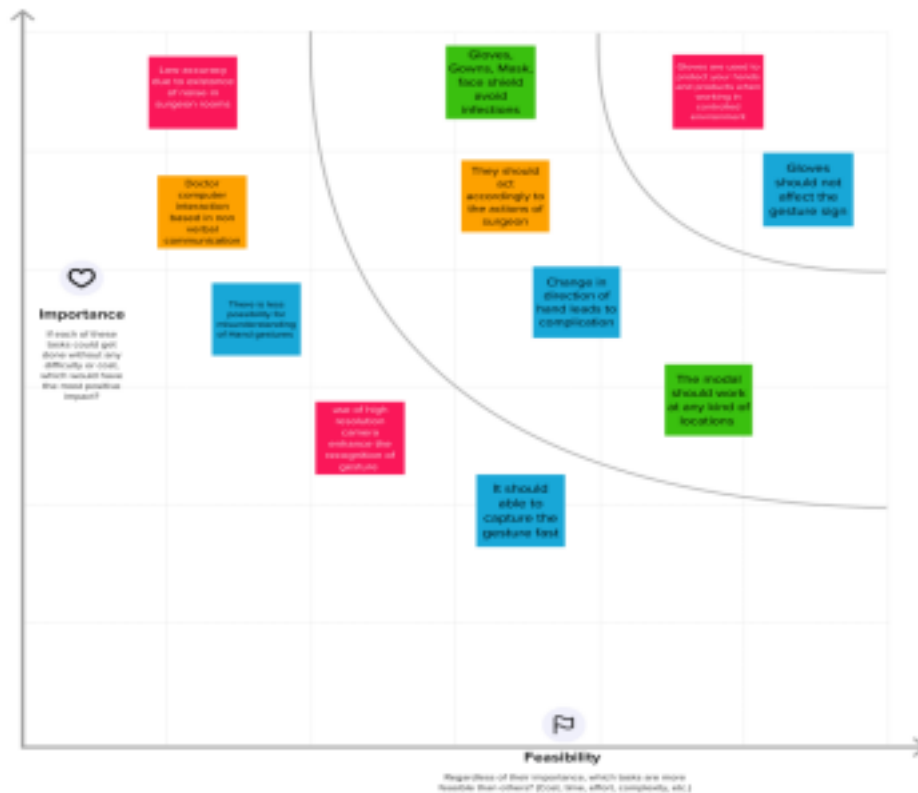 Low accuracy
due to existence
of noise in
surgeon rooms
Gloves,
Gowns, Mask,
face shield
avoid
infections
Gloves are used to
protect your hands
and products when
working in
controlled
environment
Doctor
computer
interaction
based in non
verbal
communication
They should
act
accordingly to
the actions of
surgeon
Gloves
should not
affect the
gesture sign
There is less
possibility for
misunderstanding
of Hand gestures
Change in
direction of
hand leads to
complication
Importance
If each of these
tasks could get
done without any
difficulty or cost,
which would have
the most positive
impact?
The modal
should work
at any kind of
locations
use of high
resolution
camera
enhance the
recognition of
gesture
It should
able to
capture the
gesture fast
Feasibility
Regardless of their importance, which tasks are more
feasible than others? (Cost, time, effort, complexity, etc.)